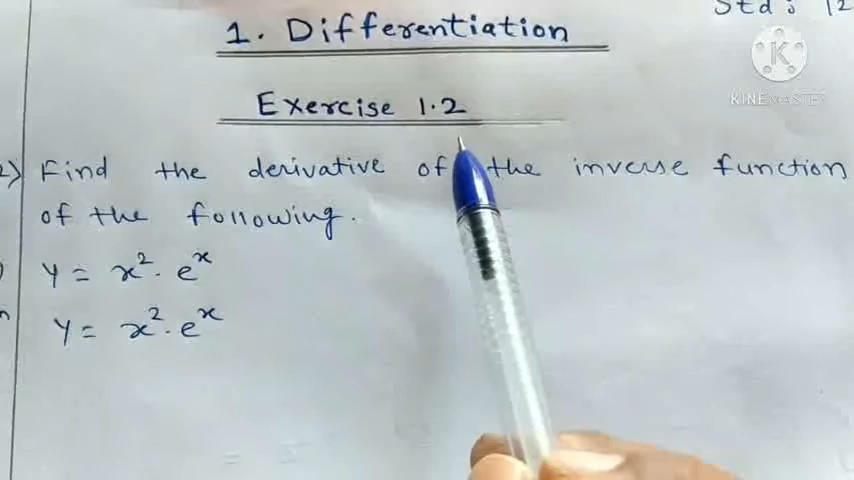 Std : 12
1. Differentiation
K
KINEMASTER
Exercise 1.2
2) Find the derivative of the inverse function
of the following.
y = x². eˣ
y = x². eˣ